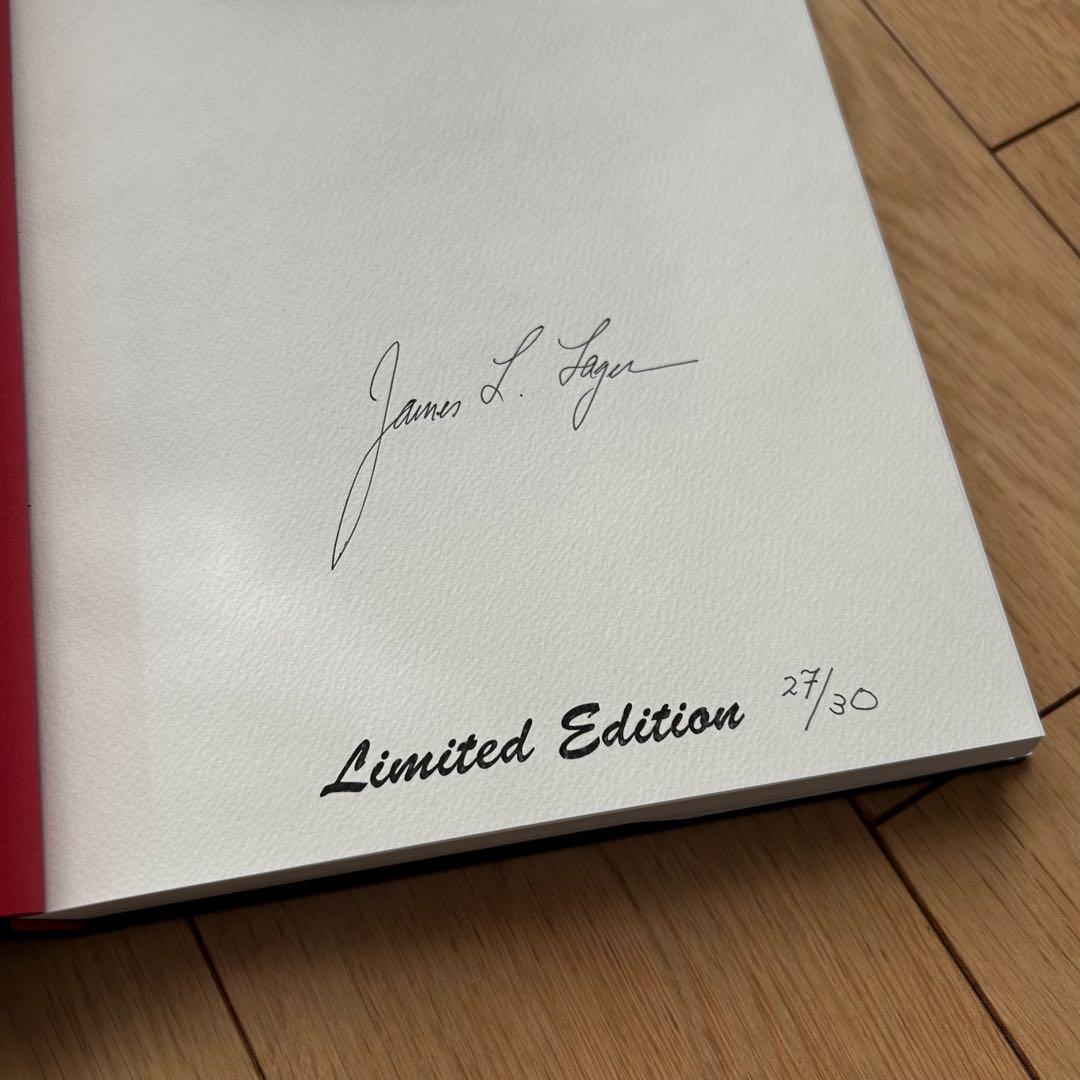 James L. Lager
Limited Edition 27/30